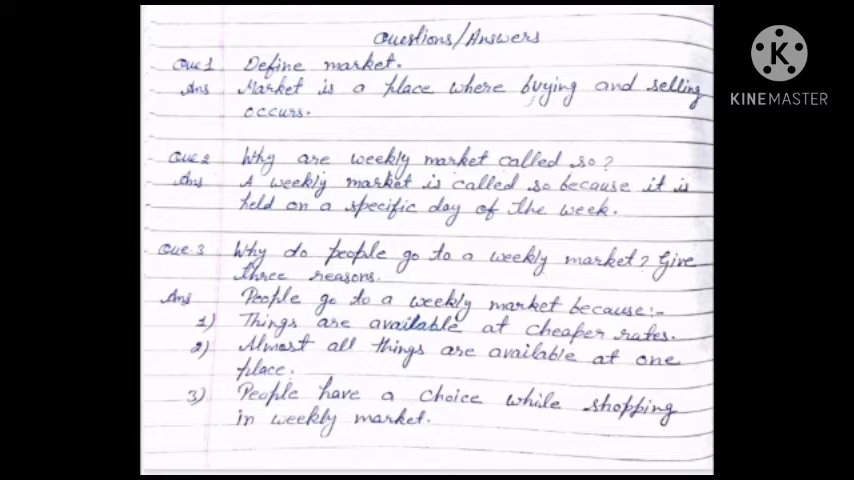 Questions/Answers
Que 1 Define market.
Ans Market is a place where buying and selling
occurs.
Que 2 Why are weekly market called so?
Ans A weekly market is called so because it is
held on a specific day of the week.
Que 3 Why do people go to a weekly market? Give
three reasons.
Ans People go to a weekly market because:-
1) Things are available at cheaper rates.
2) Almost all things are available at one
place.
3) People have a choice while shopping
in weekly market.
K
KINEMASTER